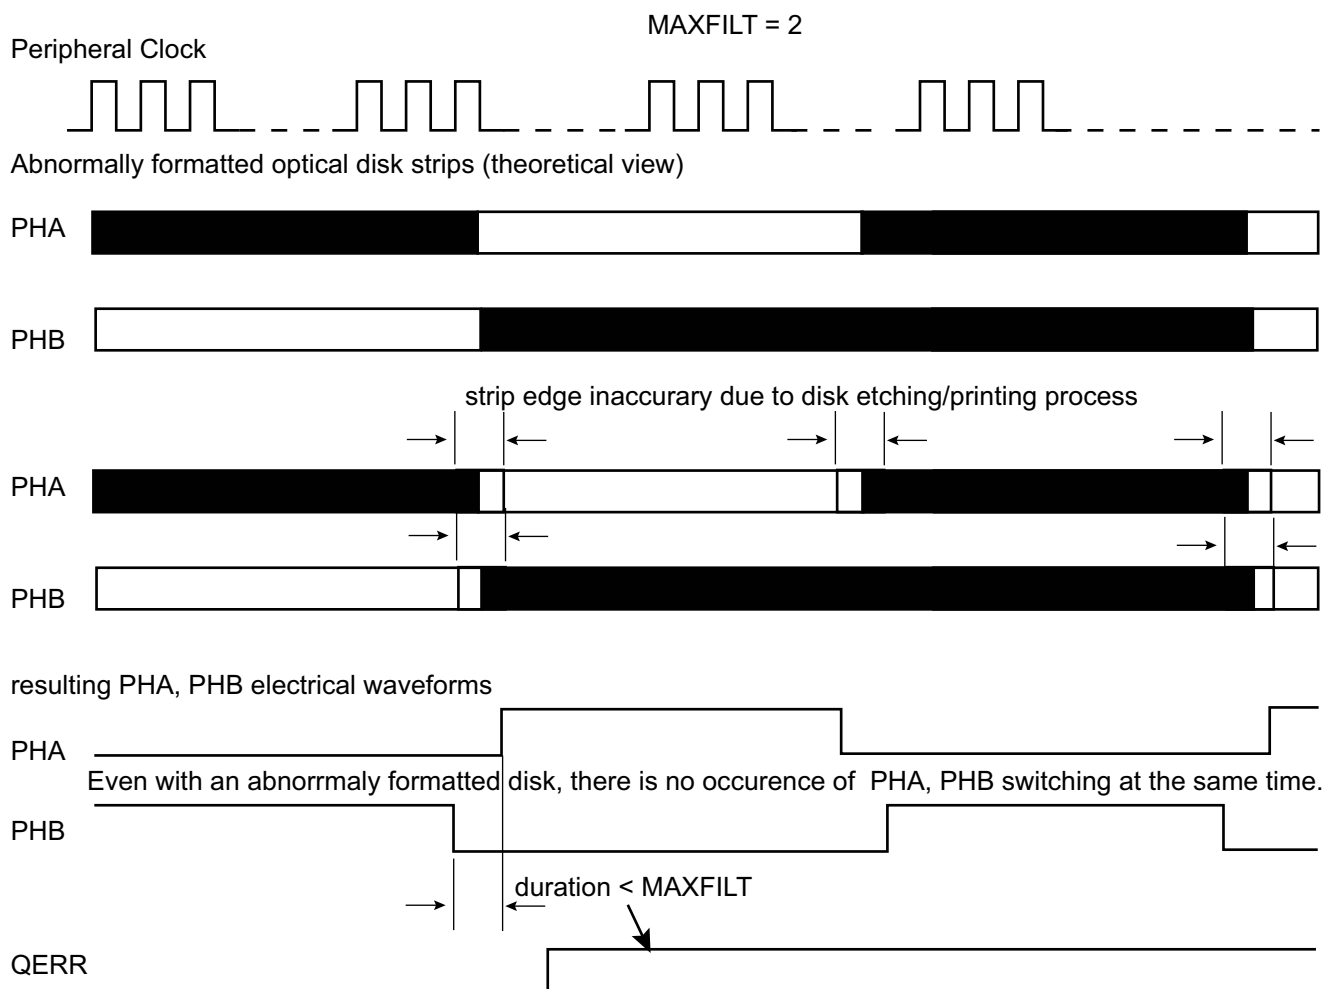 MAXFILT = 2
Peripheral Clock
Abnormally formatted optical disk strips (theoretical view)
PHA
PHB
strip edge inaccurary due to disk etching/printing process
PHA
PHB
resulting PHA, PHB electrical waveforms
PHA
Even with an abnorrmaly formatted disk, there is no occurence of PHA, PHB switching at the same time.
PHB
duration < MAXFILT
QERR